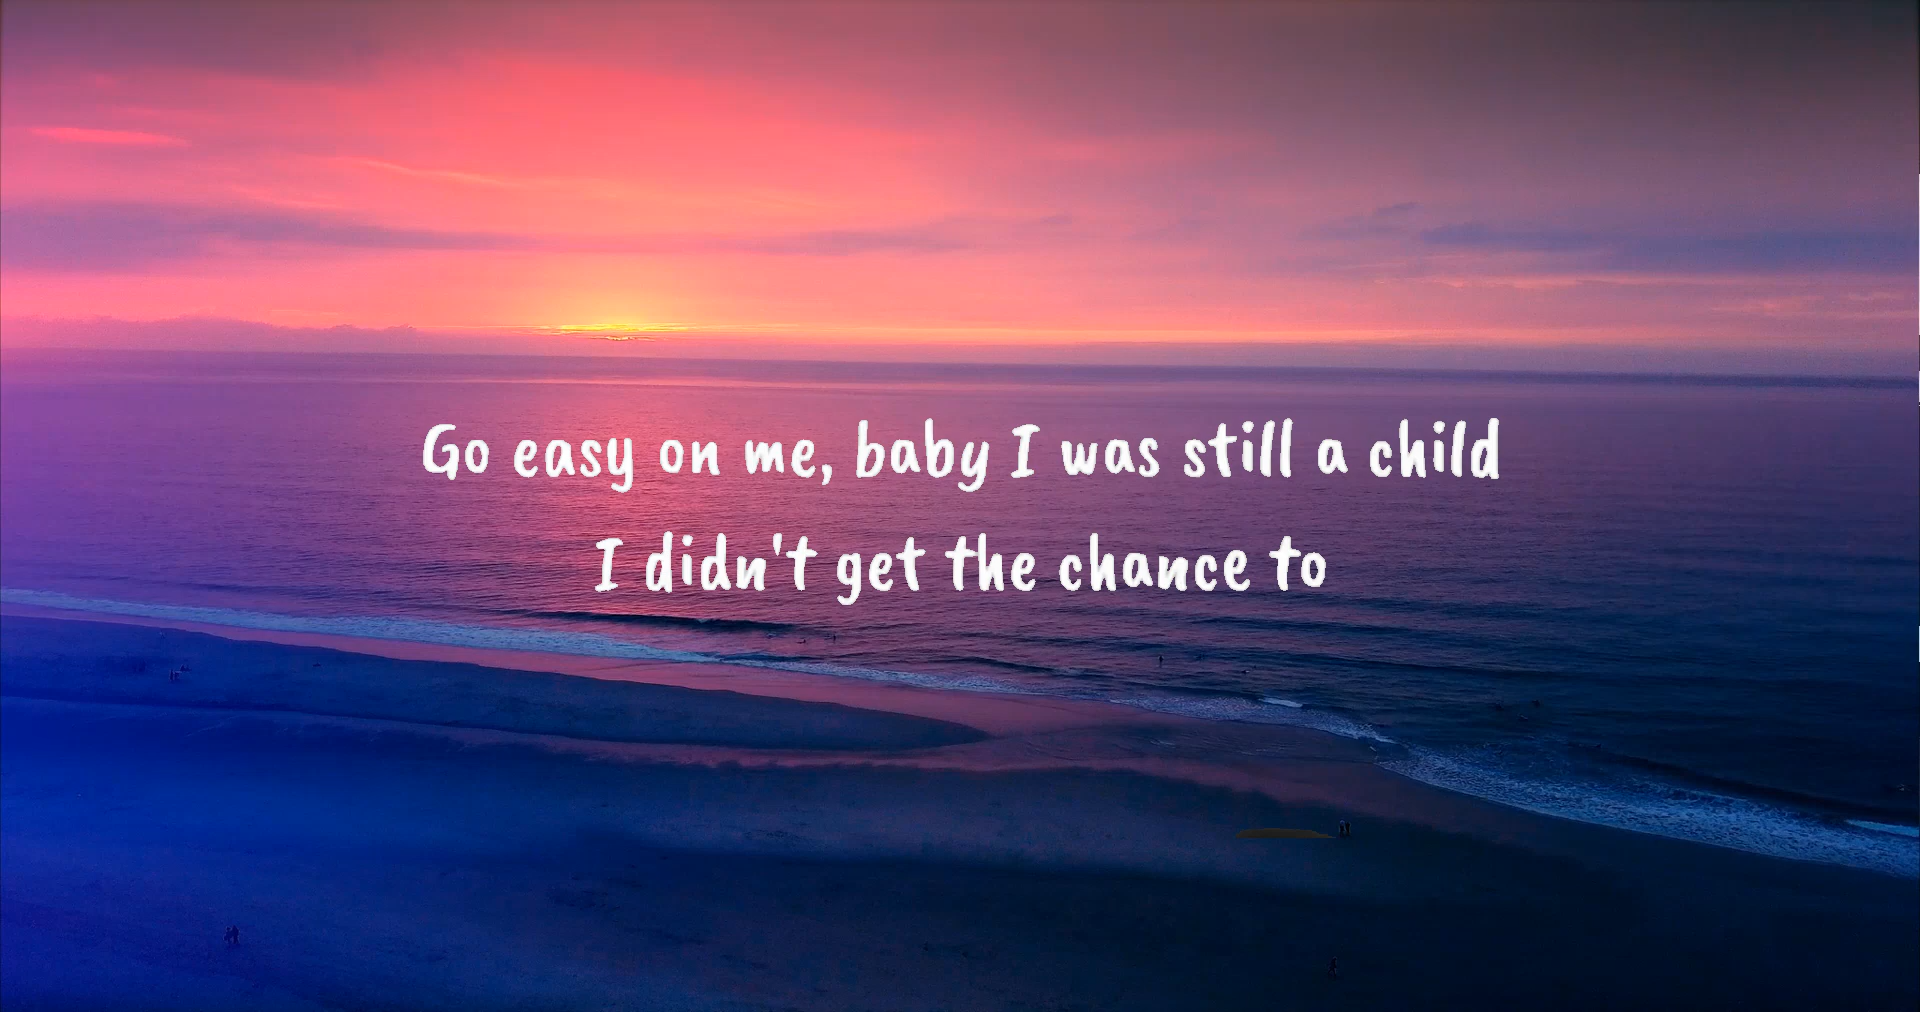 Go easy on me, baby I was still a child
I didn't get the chance to